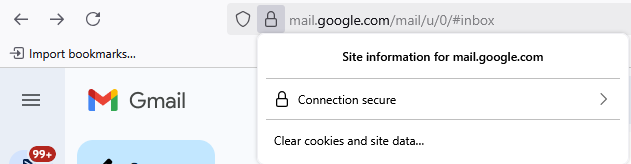 mail.google.com/mail/u/0/#inbox
Import bookmarks...
Site information for mail.google.com
Connection secure
Clear cookies and site data...
Gmail
99+